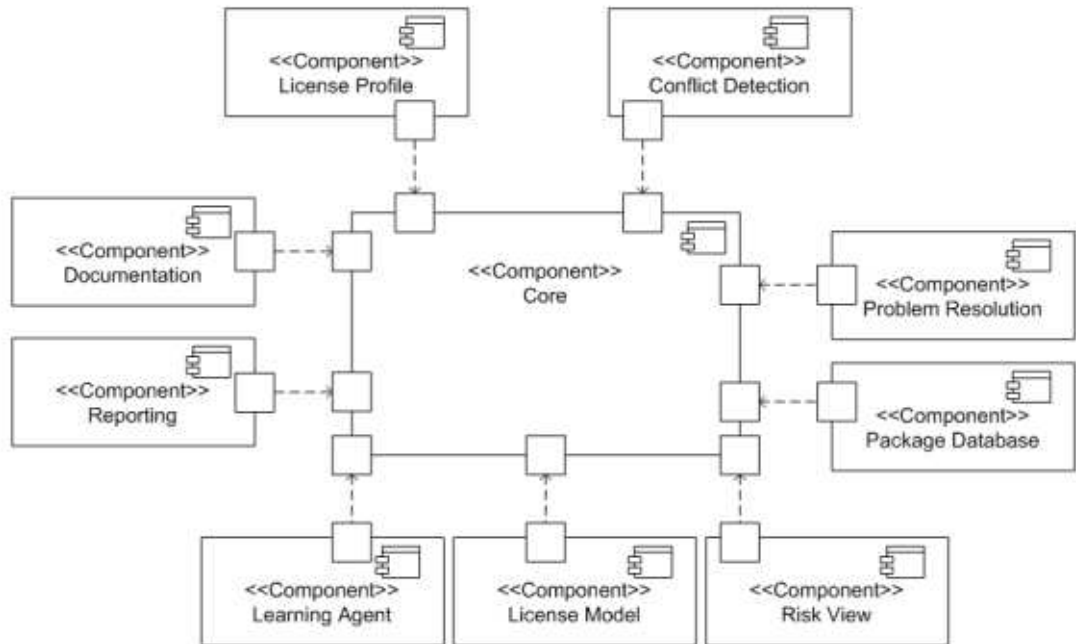 <<Component>>
License Profile
<<Component>>
Conflict Detection
<<Component>>
Documentation
<<Component>>
Core
<<Component>>
Problem Resolution
<<Component>>
Reporting
<<Component>>
Package Database
<<Component>>
Learning Agent
<<Component>>
License Model
<<Component>>
Risk View